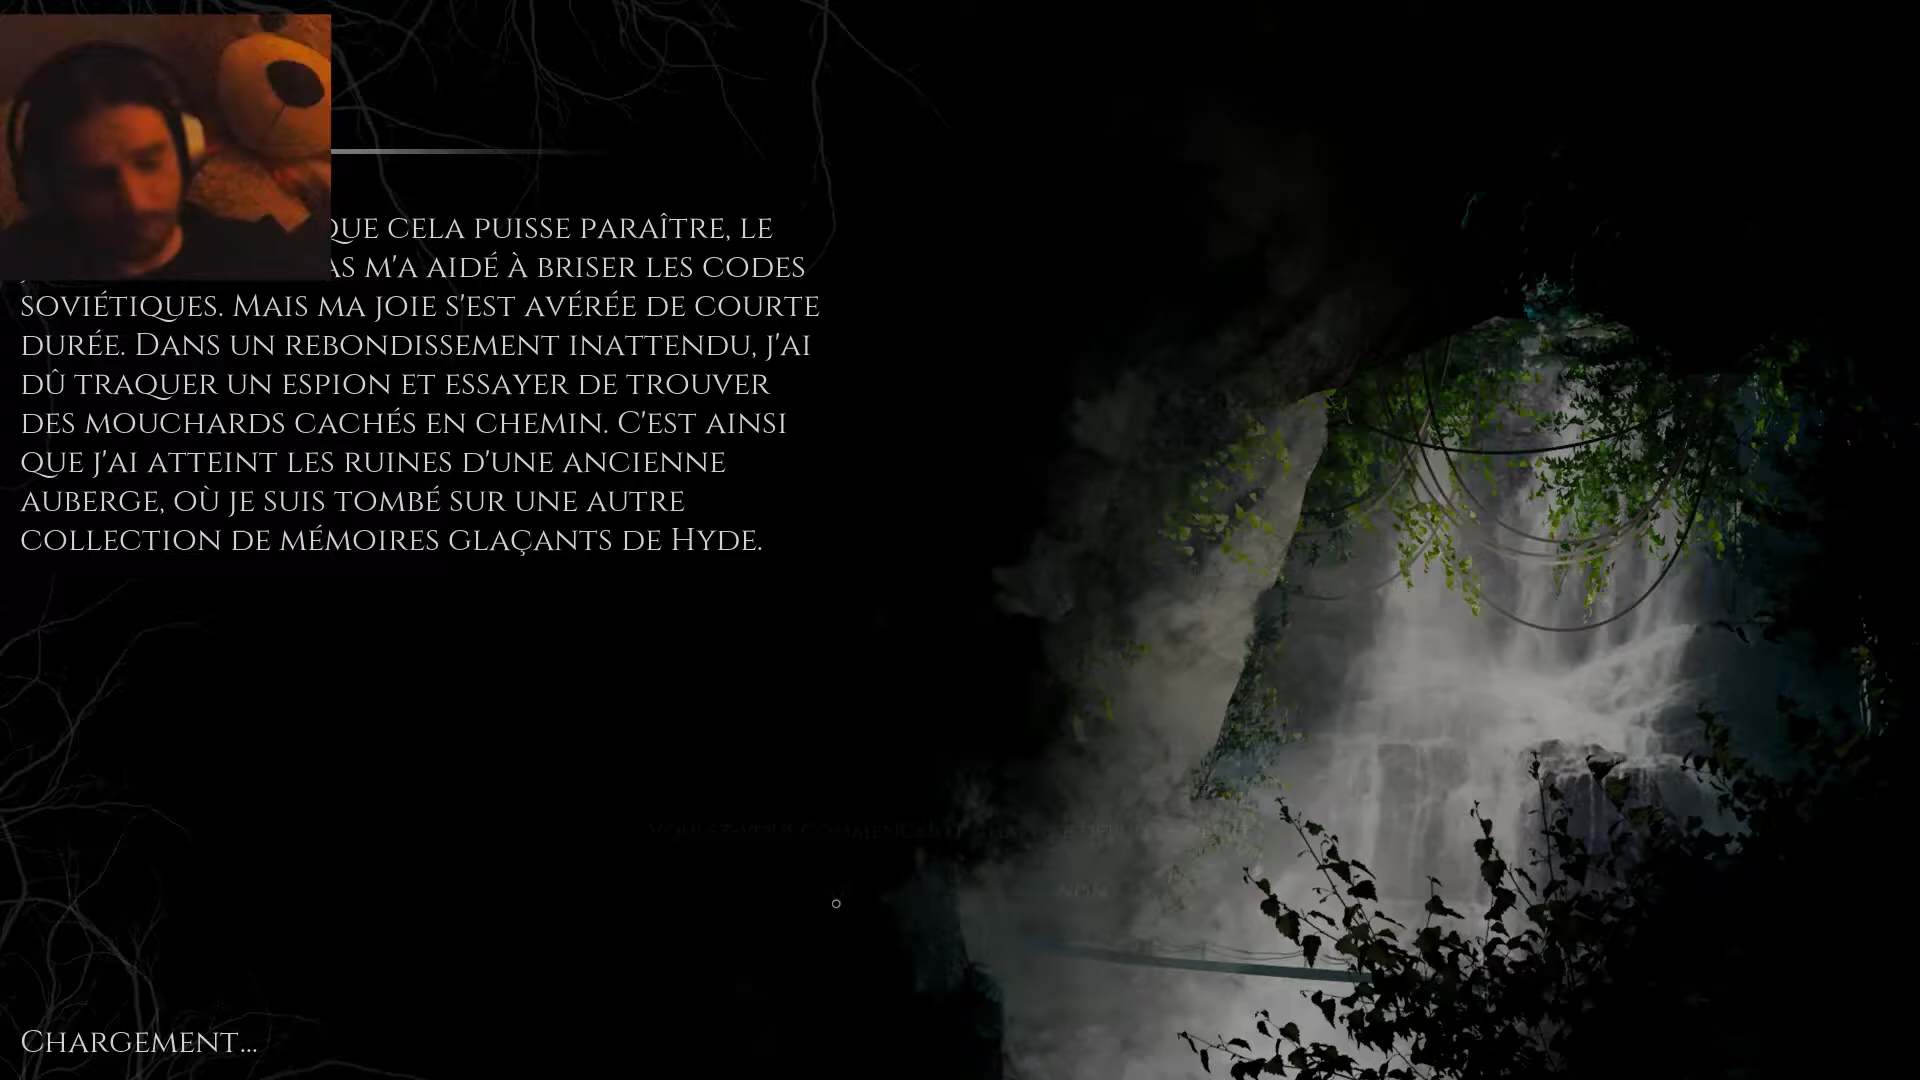 QUE CELA PUISSE PARAÎTRE, LE
AS M'A AIDÉ À BRISER LES CODES
SOVIÉTIQUES. MAIS MA JOIE S'EST AVÉRÉE DE COURTE
DURÉE. DANS UN REBONDISSEMENT INATTENDU, J'AI
DÛ TRAQUER UN ESPION ET ESSAYER DE TROUVER
DES MOUCHARDS CACHÉS EN CHEMIN. C'EST AINSI
QUE J'AI ATTEINT LES RUINES D'UNE ANCIENNE
AUBERGE, OÙ JE SUIS TOMBÉ SUR UNE AUTRE
COLLECTION DE MÉMOIRES GLAÇANTS DE HYDE.
NON
CHARGEMENT...